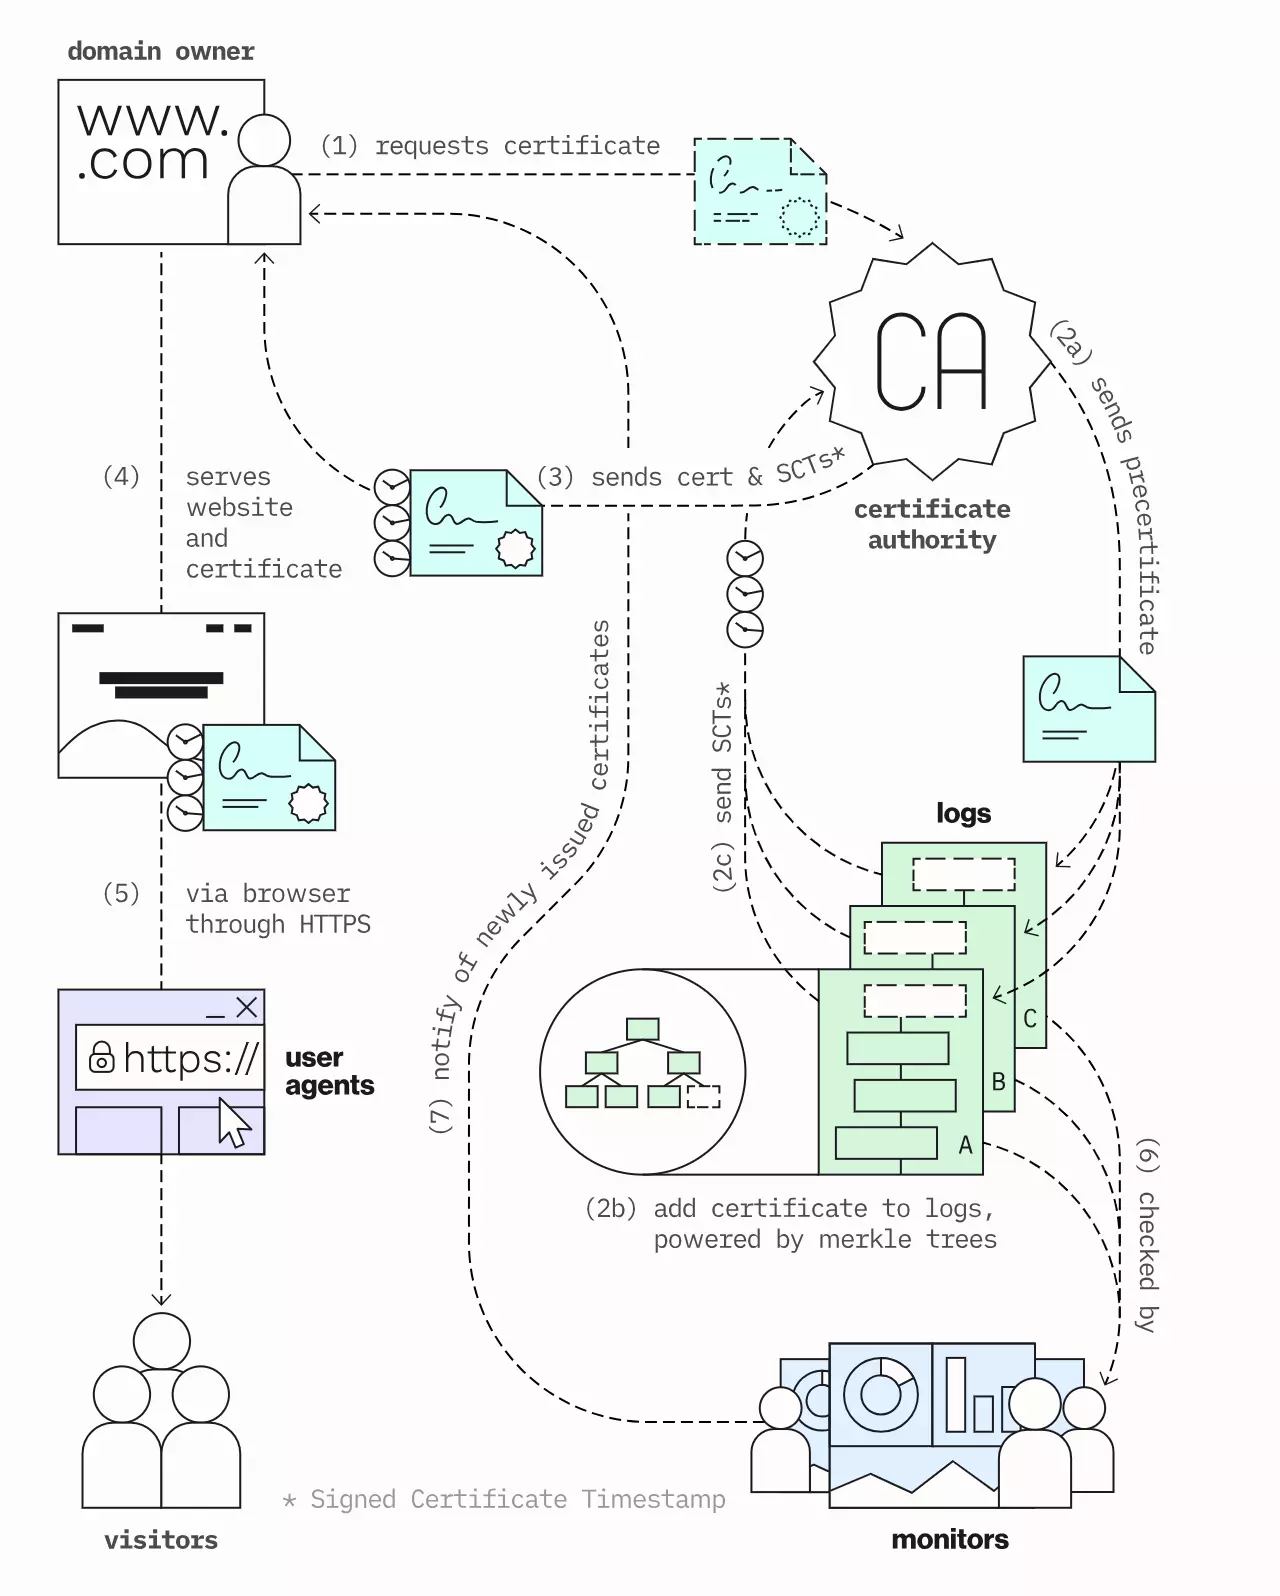 domain owner
www.
.com
(1) requests certificate
CA
certificate
authority
(2a) sends precertificate
(3) sends cert & SCTs*
(4) serves
website
and
certificate
(2c) send SCTs*
logs
C
B
A
(2b) add certificate to logs,
powered by merkle trees
(5) via browser
through HTTPS
https://
user
agents
(6) checked by
(7) notify of newly issued certificates
visitors
* Signed Certificate Timestamp
monitors